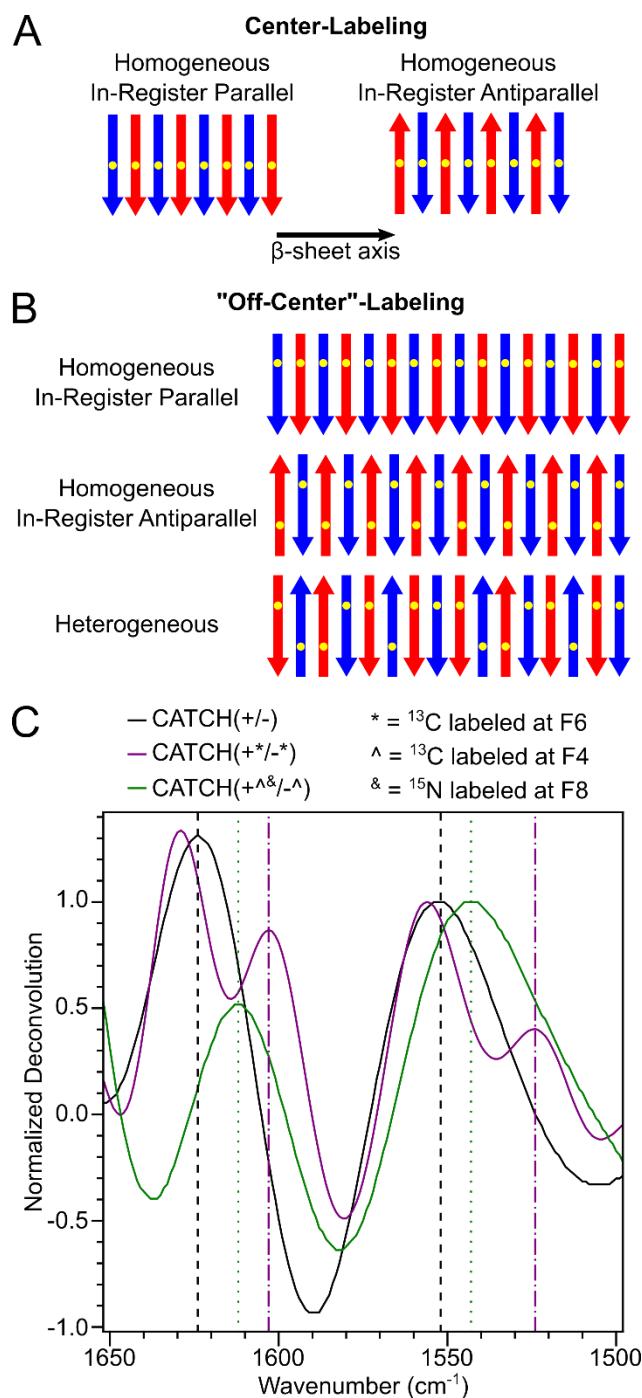 A
Center-Labeling
Homogeneous
In-Register Parallel
Homogeneous
In-Register Antiparallel
β-sheet axis
B
"Off-Center"-Labeling
Homogeneous
In-Register Parallel
Homogeneous
In-Register Antiparallel
Heterogeneous
C
CATCH(+/-)
* = ¹³C labeled at F6
CATCH(+*/-*)
^ = ¹³C labeled at F4
CATCH(+^&/-^)
& = ¹⁵N labeled at F8
Normalized Deconvolution
1.0
0.5
0.0
-0.5
-1.0
1650
1600
1550
1500
Wavenumber (cm⁻¹)